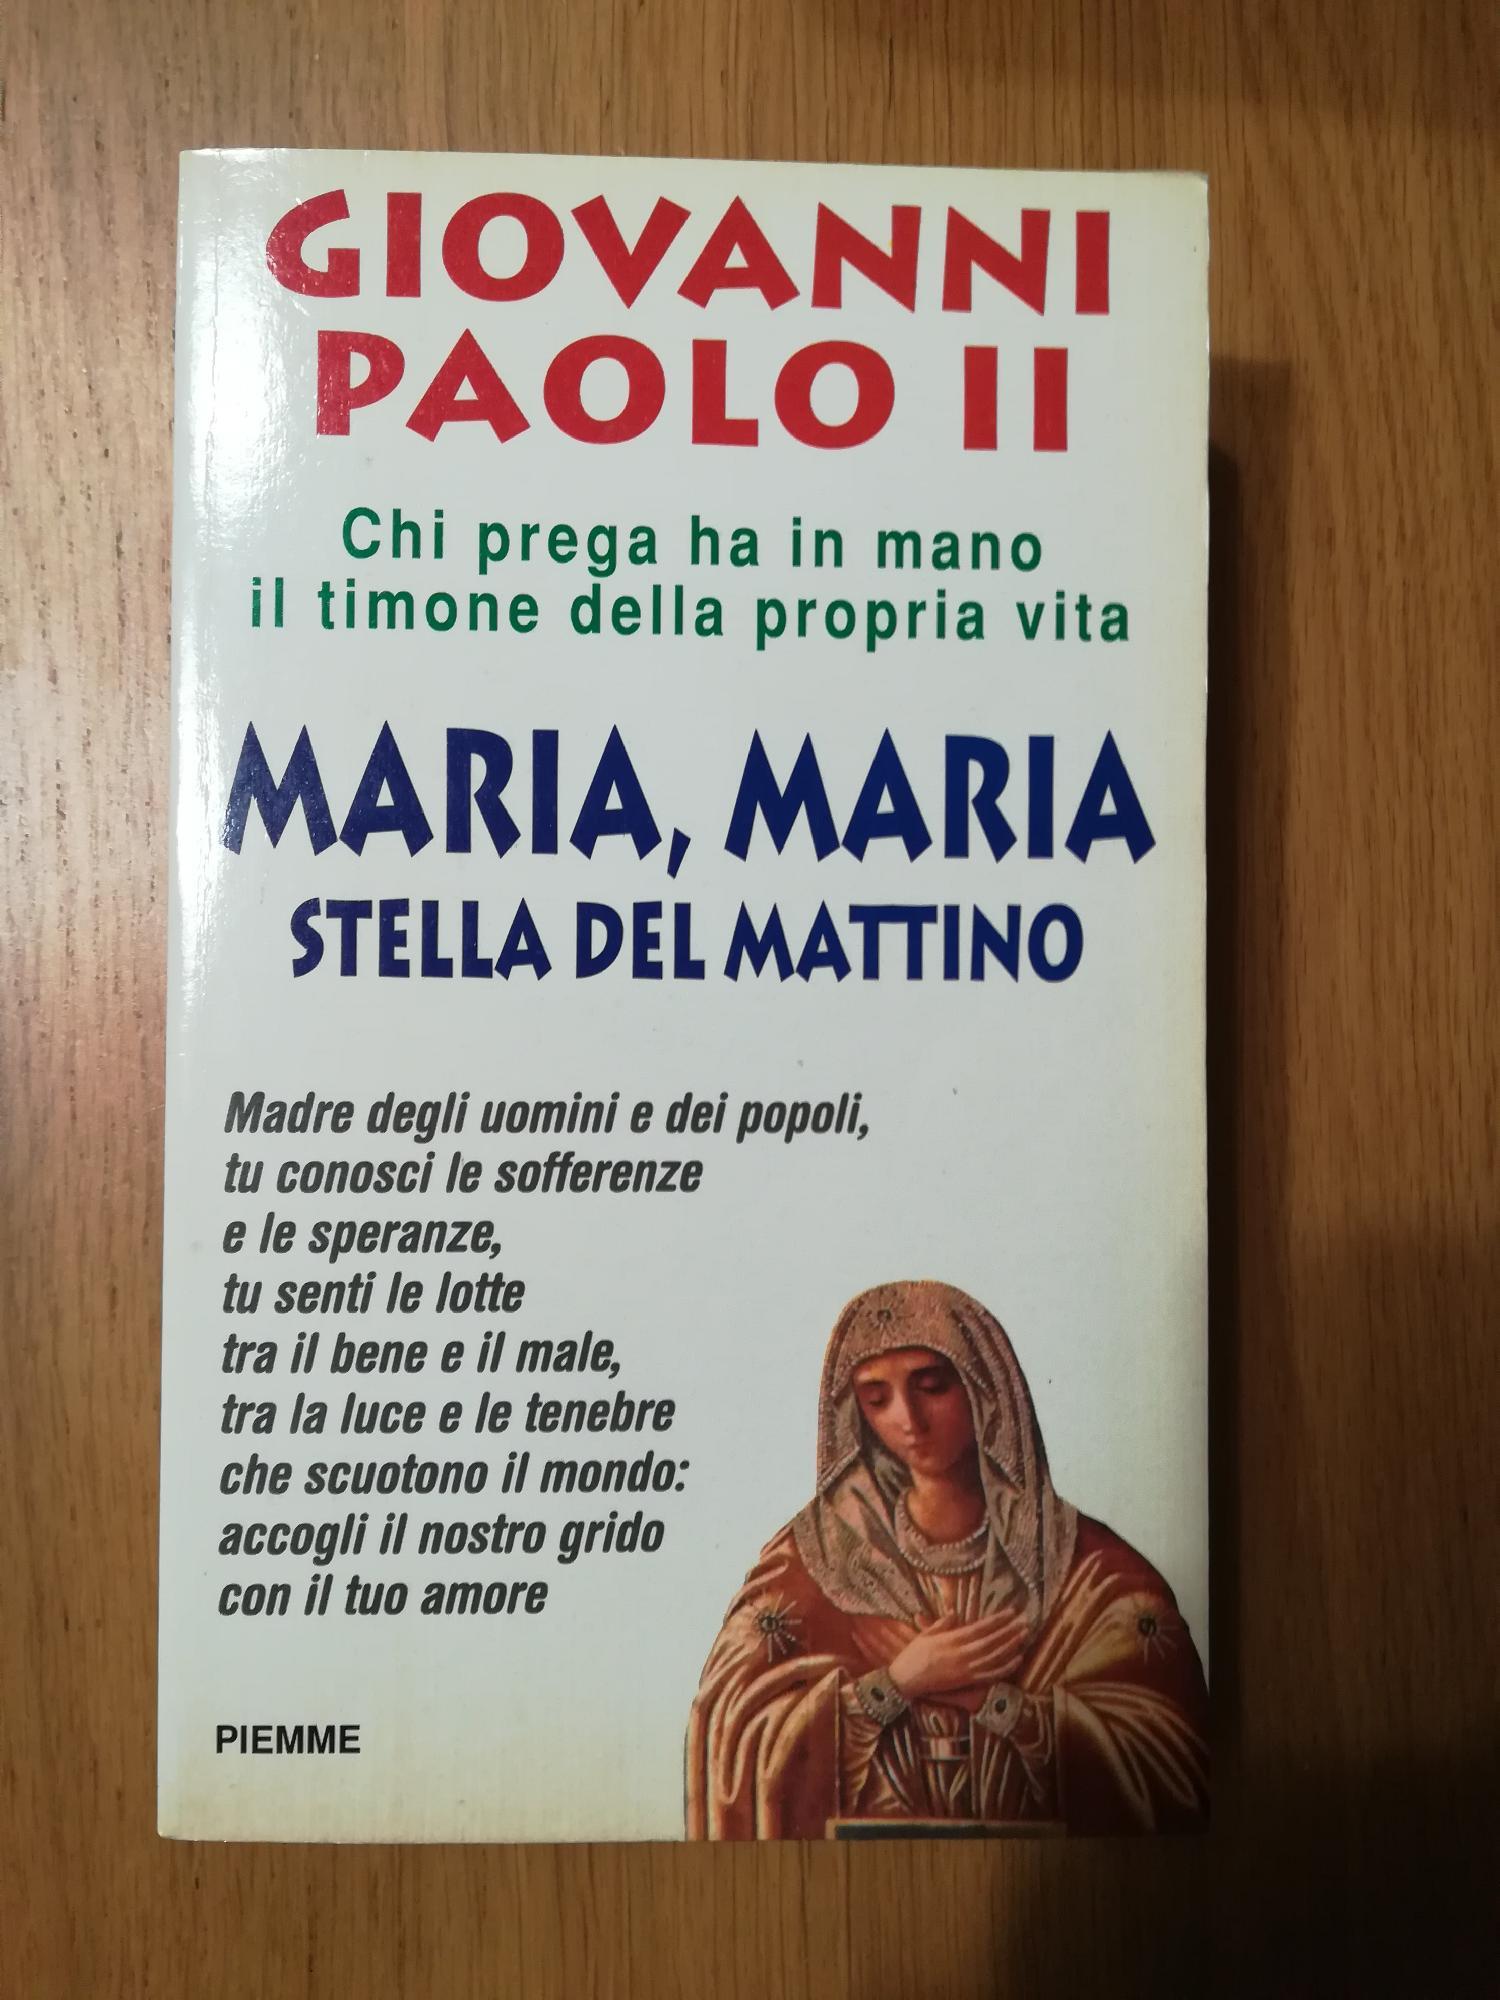 GIOVANNI
PAOLO II
Chi prega ha in mano
il timone della propria vita
MARIA, MARIA
STELLA DEL MATTINO
Madre degli uomini e dei popoli,
tu conosci le sofferenze
e le speranze,
tu senti le lotte
tra il bene e il male,
tra la luce e le tenebre
che scuotono il mondo:
accogli il nostro grido
con il tuo amore
PIEMME